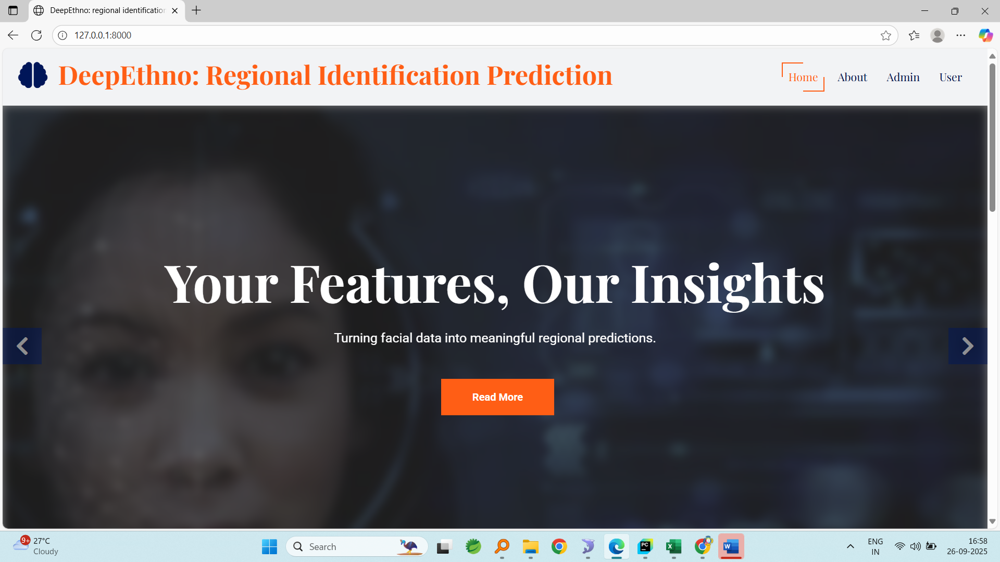 DeepEthno: regional identification
127.0.0.1:8000
DeepEthno: Regional Identification Prediction
Home About Admin User
Your Features, Our Insights
Turning facial data into meaningful regional predictions.
Read More
9+
27°C
Cloudy
Search
PC
X
W
ENG
IN
16:58
26-09-2025